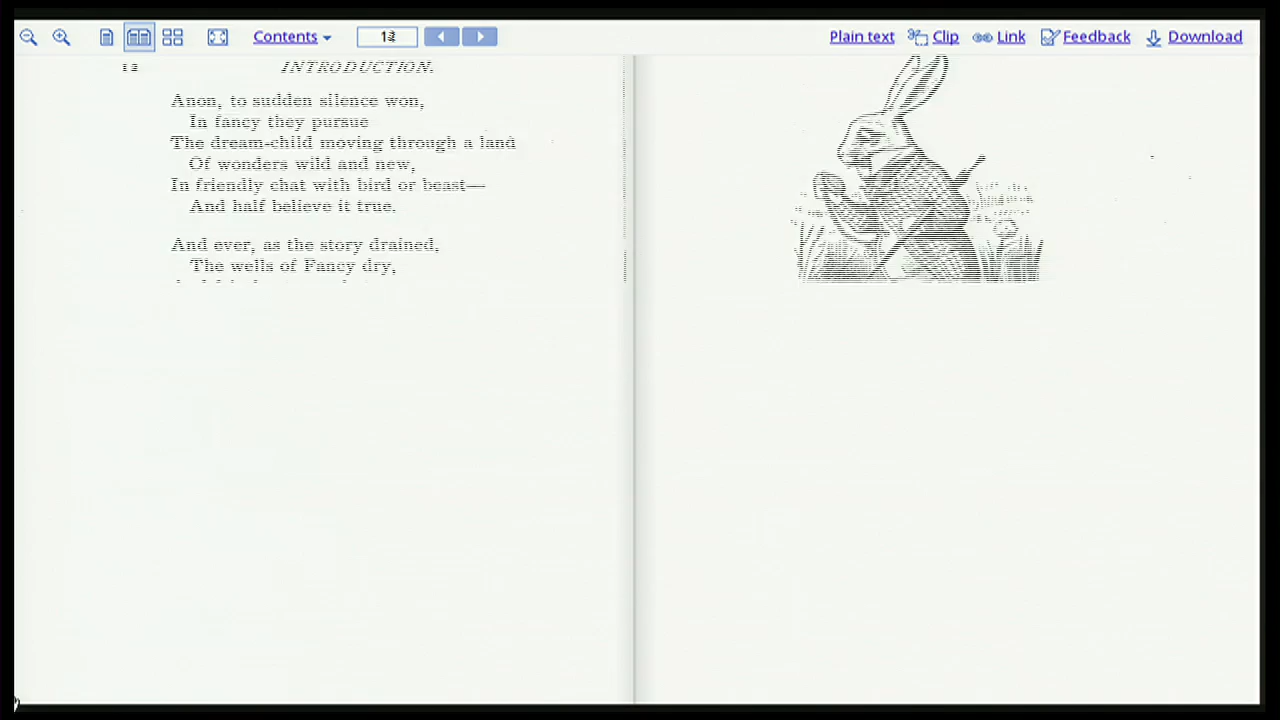 Contents
Plain text
Clip
Link
Feedback
Download
12
INTRODUCTION.
Anon, to sudden silence won,
In fancy they pursue
The dream-child moving through a land
Of wonders wild and new,
In friendly chat with bird or beast—
And half believe it true.
And ever, as the story drained,
The wells of Fancy dry,